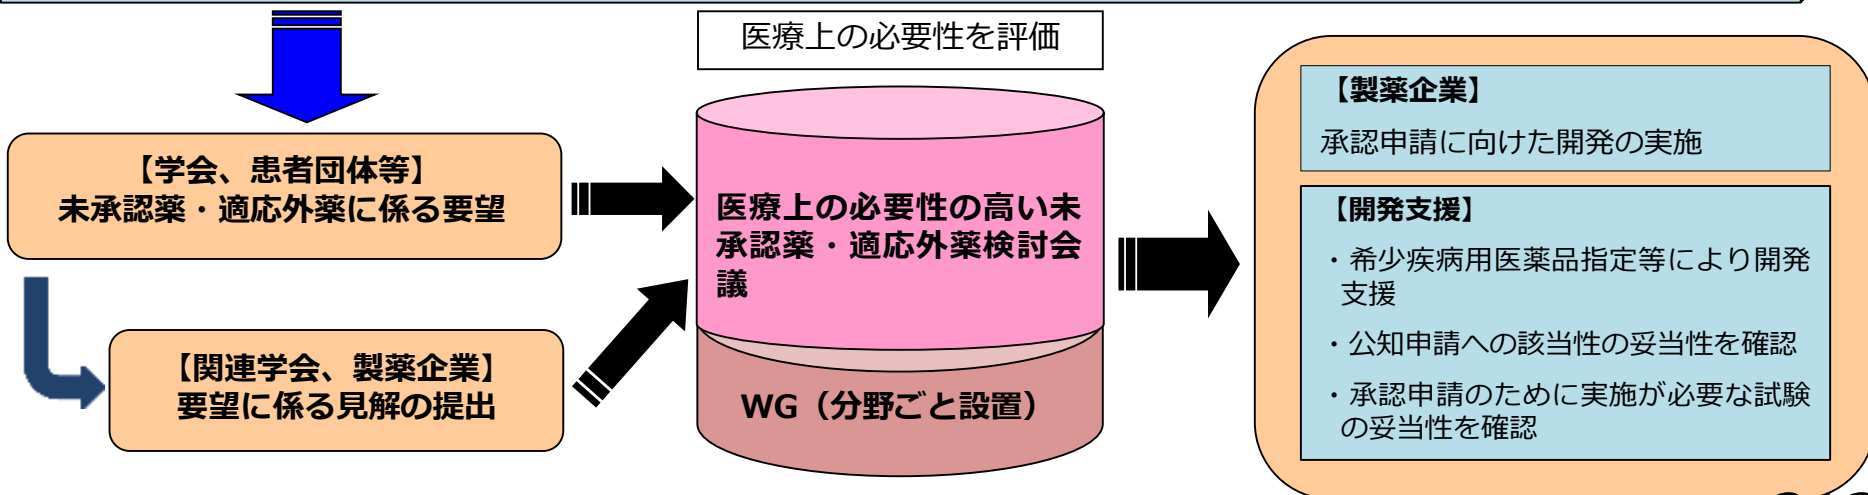 医療上の必要性を評価
【学会、患者団体等】
未承認薬・適応外薬に係る要望
【関連学会、製薬企業】
要望に係る見解の提出
医療上の必要性の高い未
承認薬・適応外薬検討会
議
WG（分野ごと設置）
【製薬企業】
承認申請に向けた開発の実施
【開発支援】
・希少疾病用医薬品指定等により開発
支援
・公知申請への該当性の妥当性を確認
・承認申請のために実施が必要な試験
の妥当性を確認